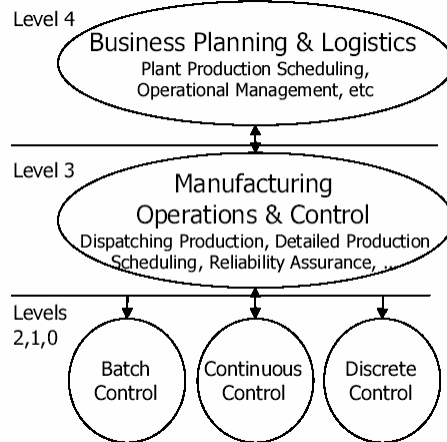 Level 4
Business Planning & Logistics
Plant Production Scheduling,
Operational Management, etc
Level 3
Manufacturing
Operations & Control
Dispatching Production, Detailed Production
Scheduling, Reliability Assurance, ...
Levels
2,1,0
Batch
Control
Continuous
Control
Discrete
Control